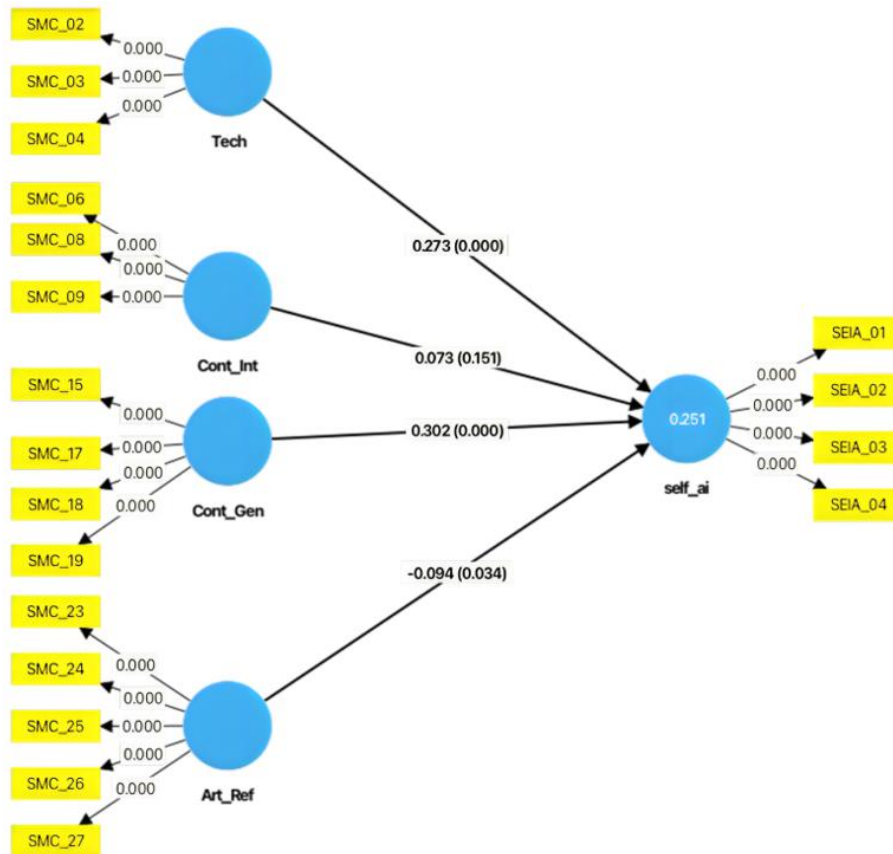 SMC_02
0.000
SMC_03
0.000
0.000
SMC_04
Tech
SMC_06
0.000
SMC_08
0.000
SMC_09
0.000
Cont_Int
SMC_15
0.000
SMC_17
0.000
0.000
SMC_18
0.000
Cont_Gen
SMC_19
SMC_23
0.000
SMC_24
0.000
SMC_25
0.000
0.000
SMC_26
0.000
Art_Ref
SMC_27
0.273 (0.000)
0.073 (0.151)
0.302 (0.000)
-0.094 (0.034)
0.251
self_ai
0.000
SEIA_01
0.000
SEIA_02
0.000
SEIA_03
0.000
SEIA_04